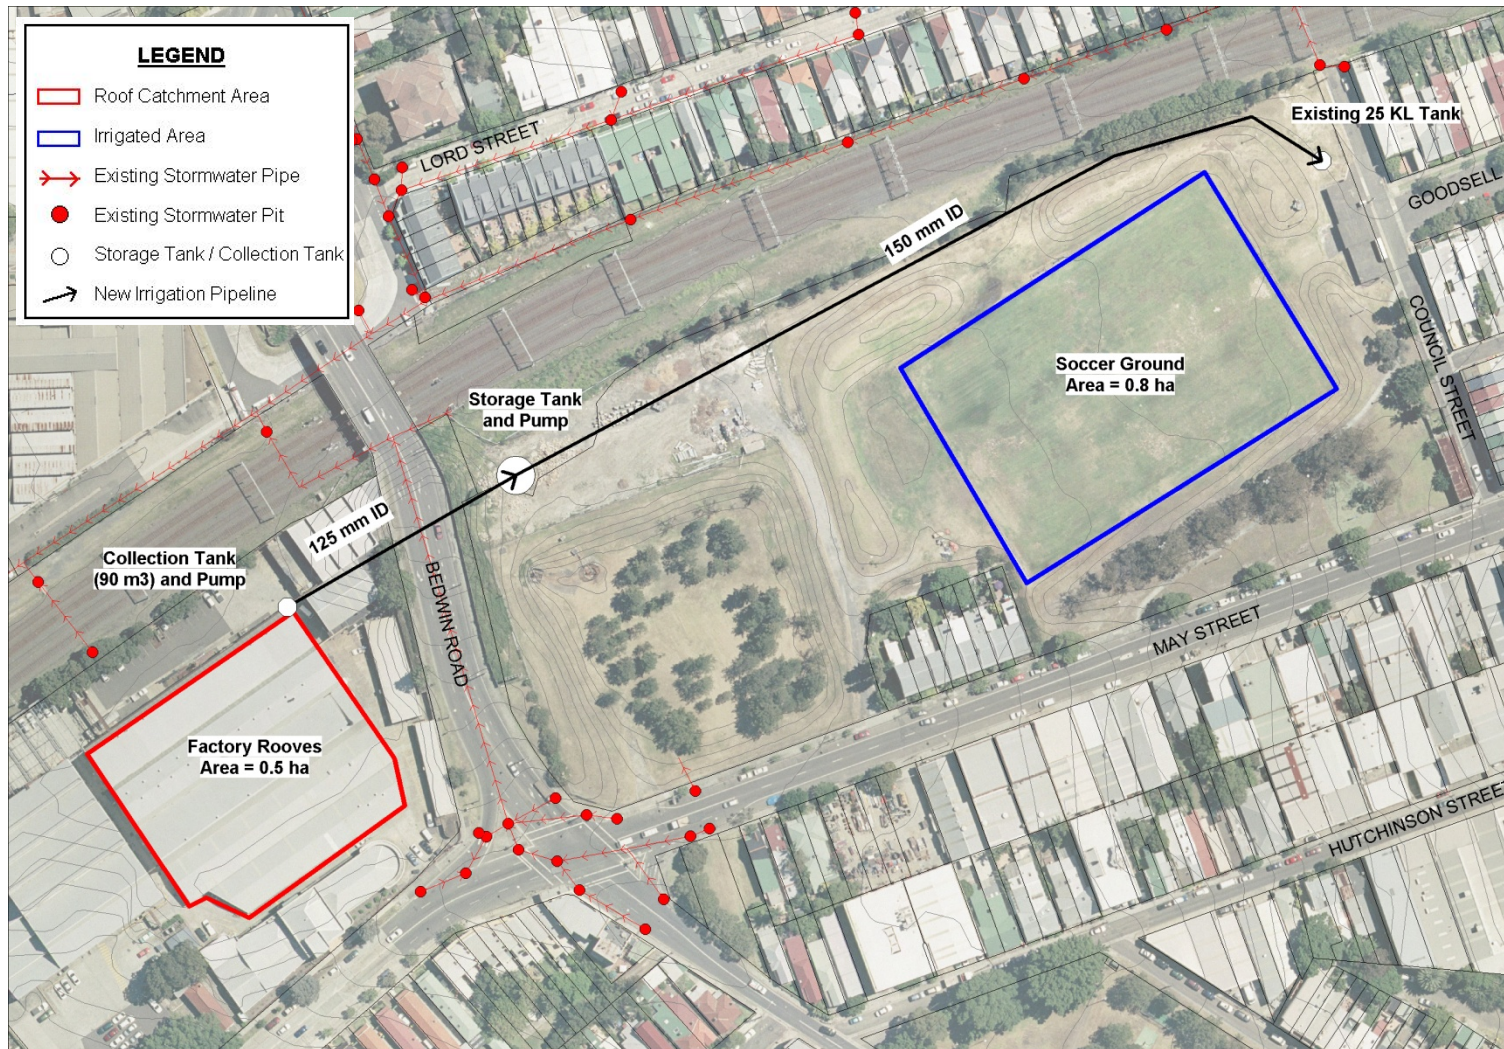 LEGEND
Roof Catchment Area
Irrigated Area
Existing Stormwater Pipe
Existing Stormwater Pit
Storage Tank / Collection Tank
New Irrigation Pipeline
LORD STREET
Existing 25 KL Tank
GOODSELL
150 mm ID
COUNCIL STREET
Soccer Ground
Area = 0.8 ha
Storage Tank
and Pump
125 mm ID
Collection Tank
(90 m3) and Pump
BEDWIN ROAD
MAY STREET
Factory Rooves
Area = 0.5 ha
HUTCHINSON STREET